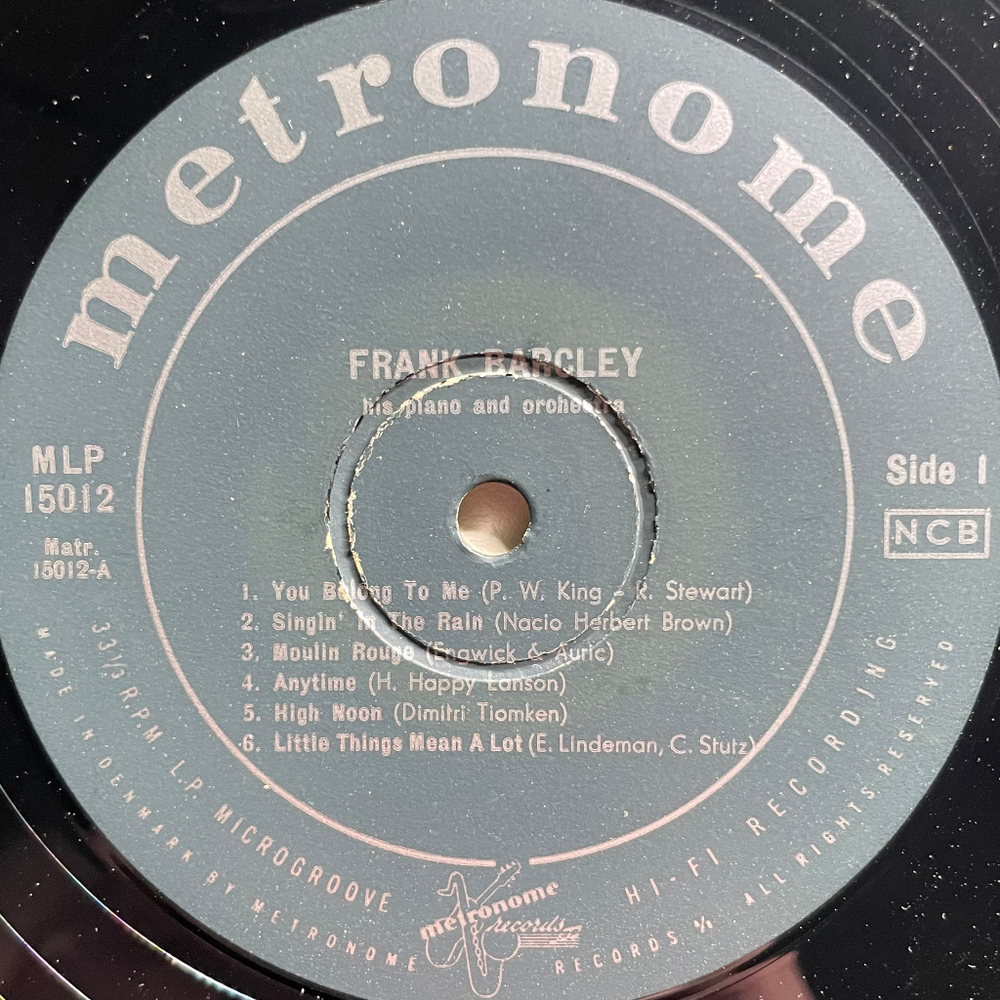 metronome
FRANK BARCLEY
his piano and orchestra
MLP
15012
Matr.
15012-A
Side 1
NCB
1. You Belong To Me (P. W. King - R. Stewart)
2. Singin' In The Rain (Nacio Herbert Brown)
3. Moulin Rouge (Engwick & Auric)
4. Anytime (H. Happy Lanson)
5. High Noon (Dimitri Tiomken)
6. Little Things Mean A Lot (E. Lindeman, C. Stutz)
33⅓ R.P.M. - L.P. MICROGROOVE
HI-FI RECORDING
MADE IN DENMARK BY METRONOME RECORDS A/S ALL RIGHTS RESERVED
metronome
records